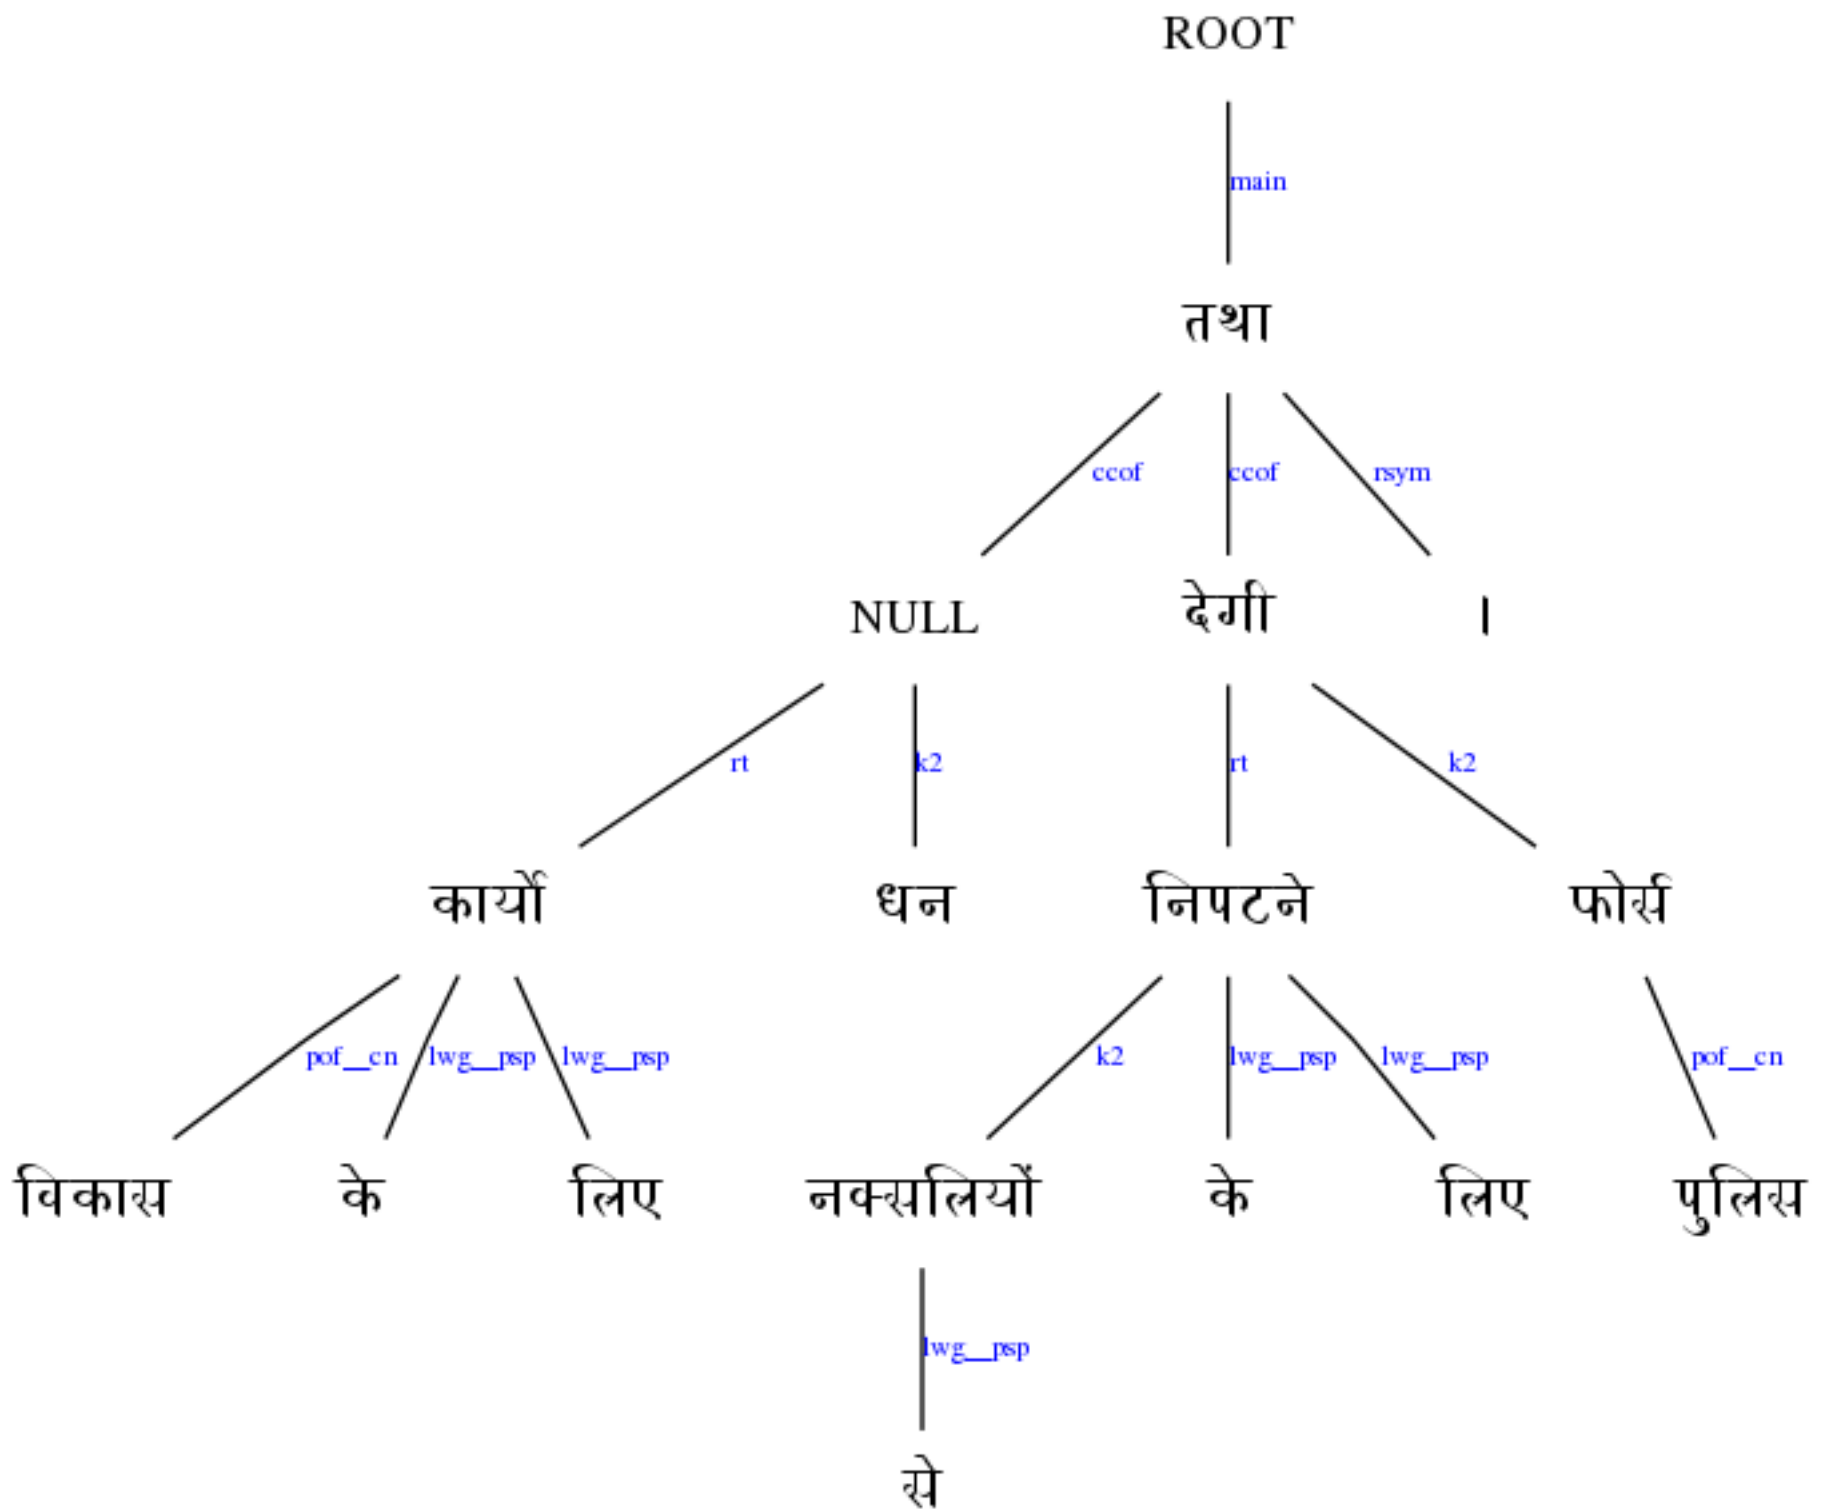 ROOT
main
तथा
ccof ccof rsym
NULL देगी ।
rt k2 rt k2
कार्यो धन निपटने फोर्स
pof__cn lwg__psp lwg__psp k2 lwg__psp lwg__psp pof__cn
विकास के लिए नक्सलियों के लिए पुलिस
lwg__psp
से